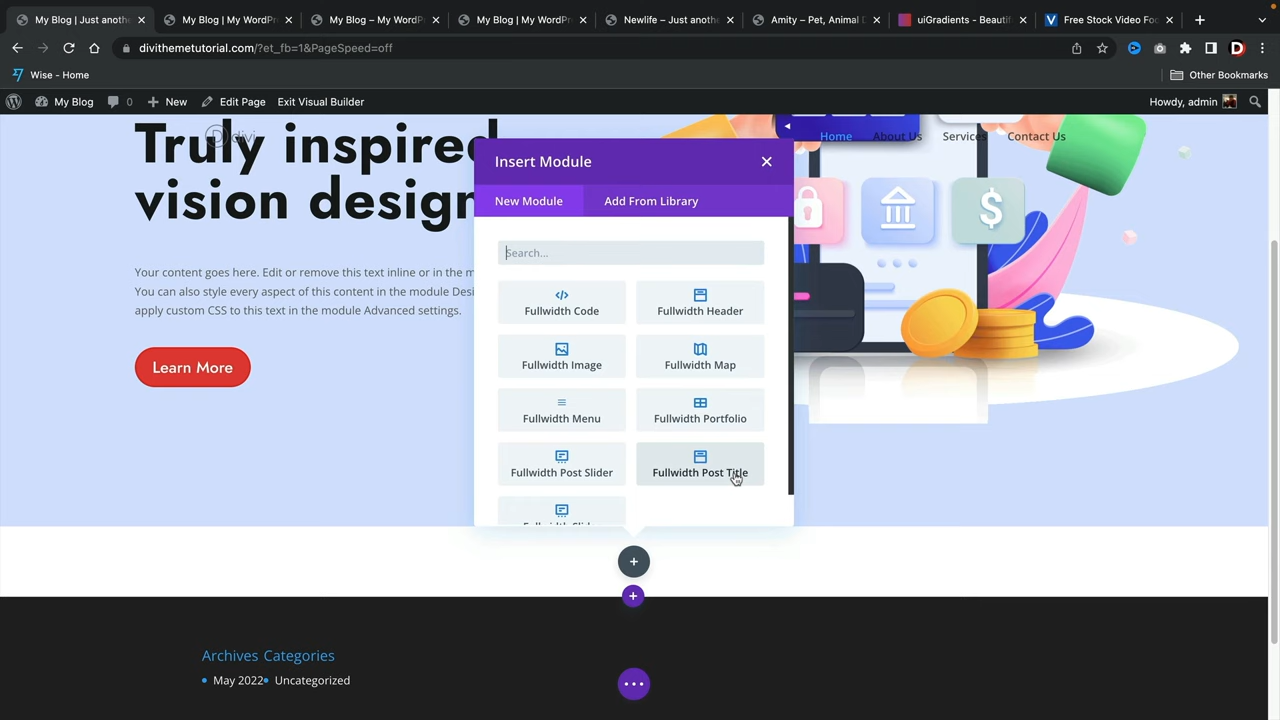 My Blog | Just anoth
My Blog | My WordPre
My Blog – My WordP
My Blog | My WordPr
Newlife – Just anoth
Amity – Pet, Animal D
uiGradients - Beautif
Free Stock Video Foo
divithemetutorial.com/?et_fb=1&PageSpeed=off
Wise - Home
Other Bookmarks
My Blog
0
New
Edit Page
Exit Visual Builder
Howdy, admin
divi
Home
About Us
Services
Contact Us
Truly inspired
vision design
Your content goes here. Edit or remove this text inline or in the m
You can also style every aspect of this content in the module Desi
apply custom CSS to this text in the module Advanced settings.
Learn More
Insert Module
New Module
Add From Library
Search...
Fullwidth Code
Fullwidth Header
Fullwidth Image
Fullwidth Map
Fullwidth Menu
Fullwidth Portfolio
Fullwidth Post Slider
Fullwidth Post Title
Fullwidth Slider
$
Archives Categories
May 2022
Uncategorized